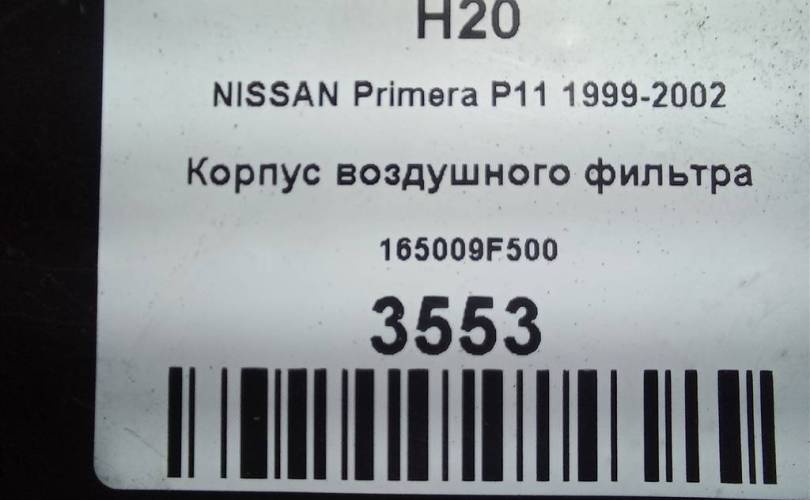 H20
NISSAN Primera P11 1999-2002
Корпус воздушного фильтра
165009F500
3553